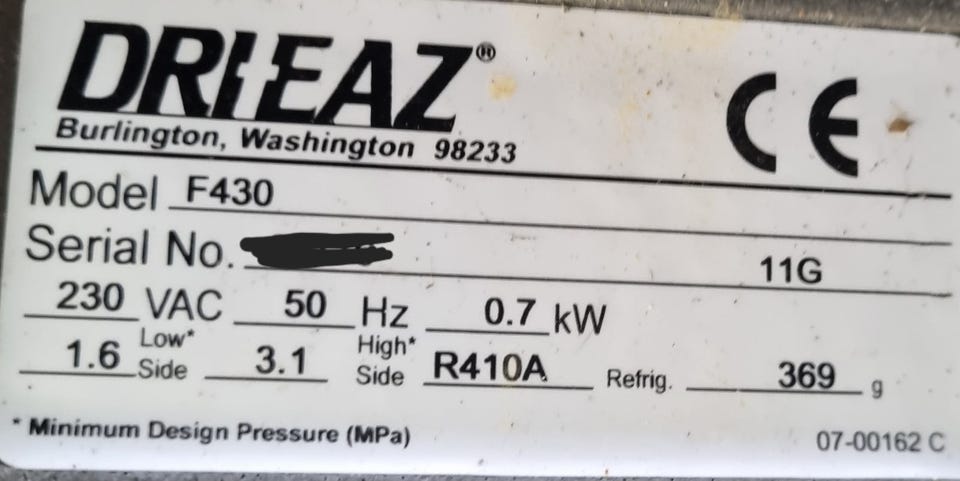 DRIEAZ®
CE
Burlington, Washington 98233
Model F430
Serial No. 11G
230 VAC 50 Hz 0.7 kW
1.6 Low* Side 3.1 High* Side R410A Refrig. 369 g
* Minimum Design Pressure (MPa) 07-00162 C